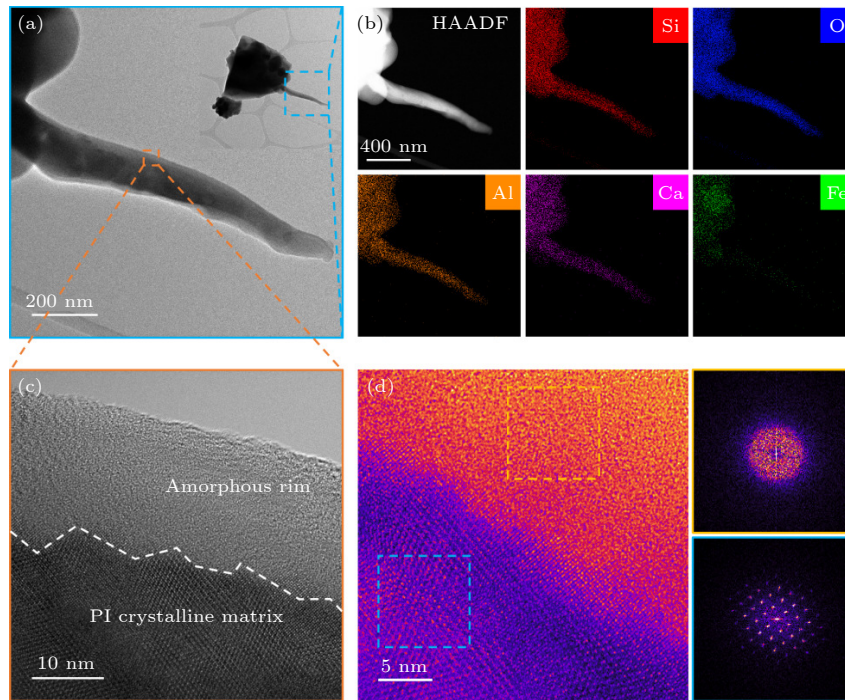 (a)
200 nm
(b)
HAADF
400 nm
Si
O
Al
Ca
Fe
(c)
Amorphous rim
PI crystalline matrix
10 nm
(d)
5 nm